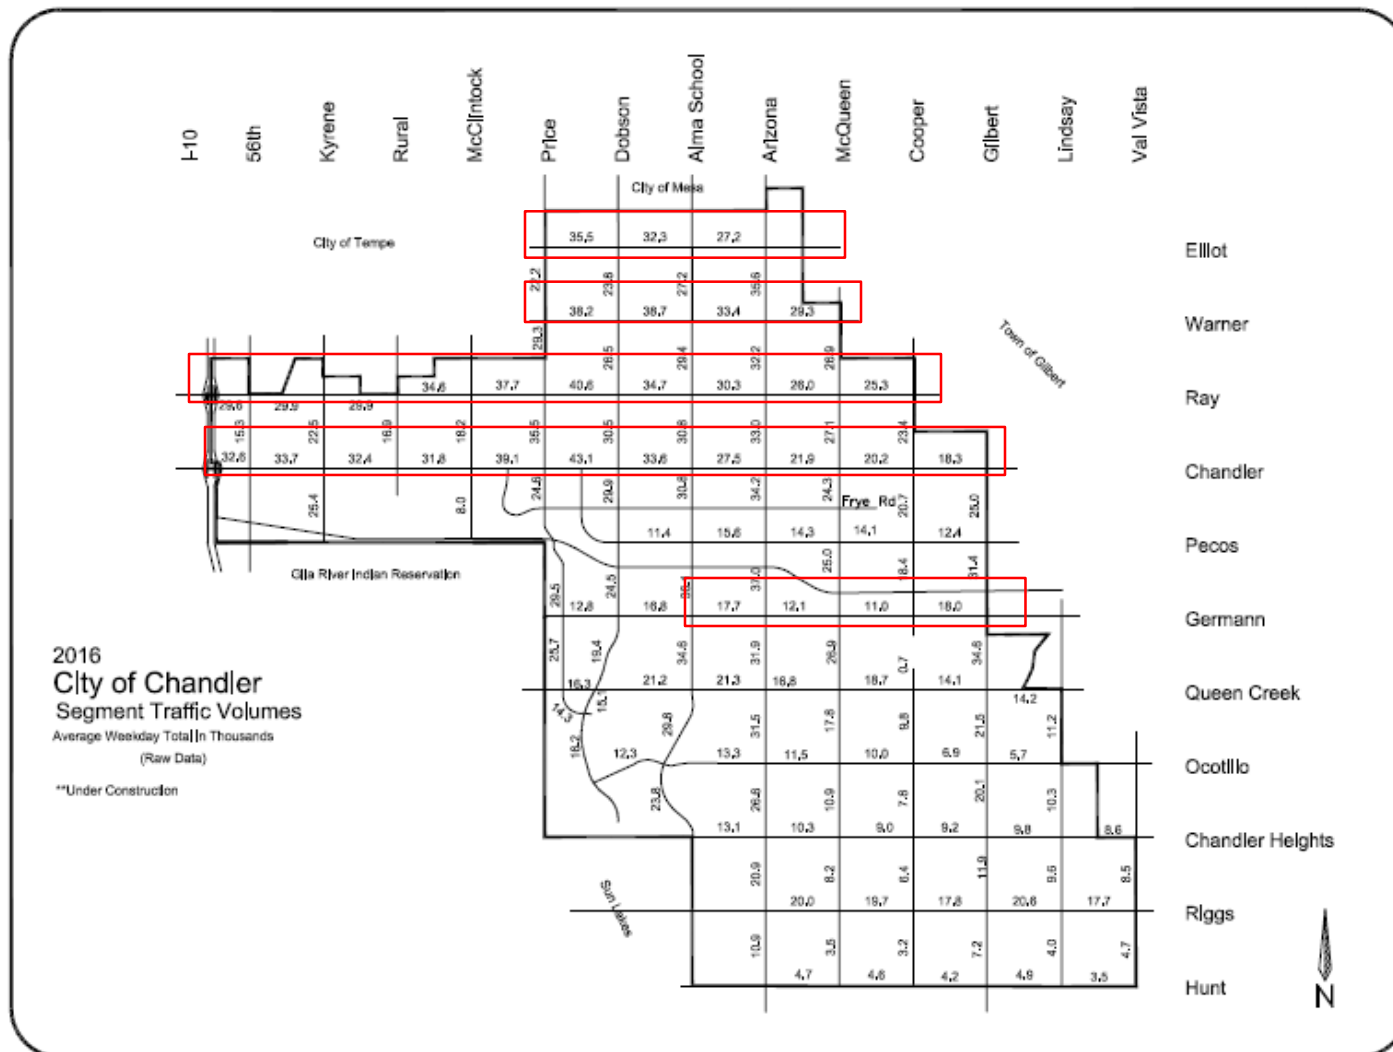 I-10
56th
Kyrene
Rural
McClintock
Price
Dobson
Alma School
Arizona
McQueen
Cooper
Gilbert
Lindsay
Val Vista
City of Mesa
City of Tempe
35.5 32.3 27.2
Elliot
23.8 27.2 35.6
38.2 38.7 33.4 29.3
Warner
Town of Gilbert
29.3 26.5 29.4 32.2 26.9
34.6 37.7 40.6 34.7 30.3 26.0 25.3
Ray
29.6 29.9 28.9
15.3 22.5 16.9 18.2 35.5 30.5 30.8 33.0 27.1 23.4
32.6 33.7 32.4 31.8 39.1 43.1 33.6 27.5 21.9 20.2 18.3
Chandler
25.4 8.0 24.6 29.9 30.8 34.2 24.3 20.7 25.0
Frye Rd
11.4 15.6 14.3 14.1 12.4
Pecos
Gila River Indian Reservation
29.5 24.5 37.0 25.0 18.4 31.4
12.8 16.8 17.7 12.1 11.0 18.0
Germann
25.7 19.4 34.6 31.9 26.9 0.7 34.8
2016
City of Chandler
Segment Traffic Volumes
Average Weekday Total In Thousands
(Raw Data)
**Under Construction
16.3 21.2 21.3 16.8 18.7 14.1 14.2
Queen Creek
14.3 15.1 18.2 29.8 31.5 17.8 9.8 21.5 11.2
12.3 13.3 11.5 10.0 6.9 5.7
Ocotillo
23.8 26.8 10.9 7.8 20.1 10.3
13.1 10.3 9.0 9.2 9.8 8.6
Chandler Heights
Sun Lakes
20.9 8.2 6.4 11.9 9.6 8.5
20.0 19.7 17.8 20.6 17.7
Riggs
10.9 3.5 3.2 7.2 4.0 4.7
4.7 4.6 4.2 4.9 3.5
Hunt
N